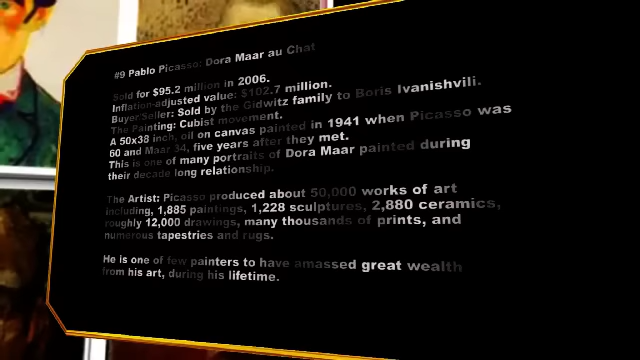 #9 Pablo Picasso: Dora Maar au Chat
Sold for $95.2 million in 2006.
Inflation-adjusted value: $102.7 million.
Buyer/Seller: Sold by the Gidwitz family to Boris Ivanishvili.
The Painting: Cubist movement.
A 50x38 inch, oil on canvas painted in 1941 when Picasso was
60 and Maar 34, five years after they met.
This is one of many portraits of Dora Maar painted during
their decade long relationship.
The Artist: Picasso produced about 50,000 works of art
including, 1,885 paintings, 1,228 sculptures, 2,880 ceramics,
roughly 12,000 drawings, many thousands of prints, and
numerous tapestries and rugs.
He is one of few painters to have amassed great wealth
from his art, during his lifetime.